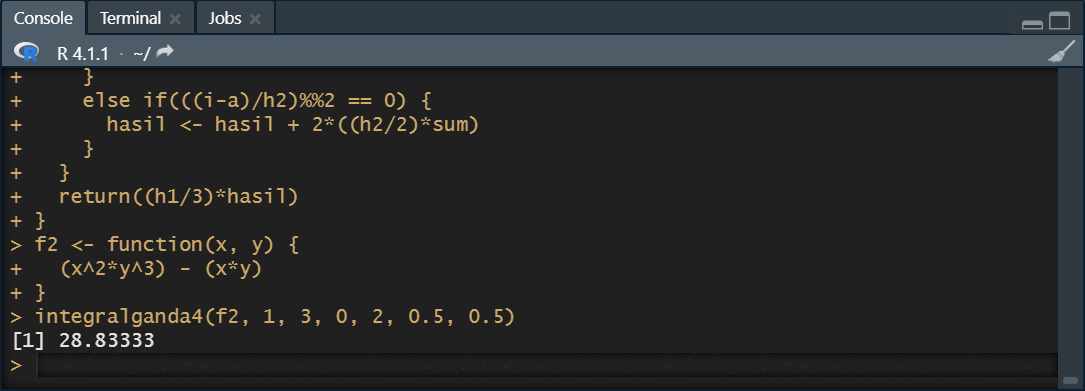 Console Terminal Jobs
R 4.1.1 · ~/
+      }
+      else if(((i-a)/h2)%%2 == 0) {
+        hasil <- hasil + 2*((h2/2)*sum)
+      }
+    }
+    return((h1/3)*hasil)
+ }
> f2 <- function(x, y) {
+    (x^2*y^3) - (x*y)
+ }
> integralganda4(f2, 1, 3, 0, 2, 0.5, 0.5)
[1] 28.83333
>